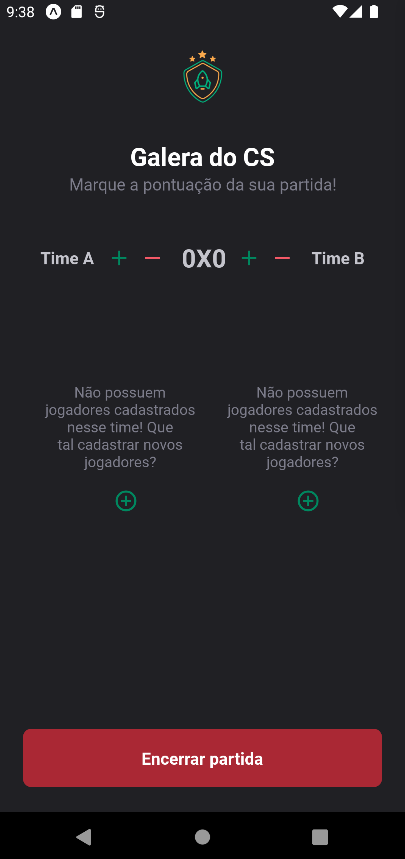 9:38
Galera do CS
Marque a pontuação da sua partida!
Time A 0X0 Time B
Não possuem
jogadores cadastrados
nesse time! Que
tal cadastrar novos
jogadores?
Não possuem
jogadores cadastrados
nesse time! Que
tal cadastrar novos
jogadores?
Encerrar partida